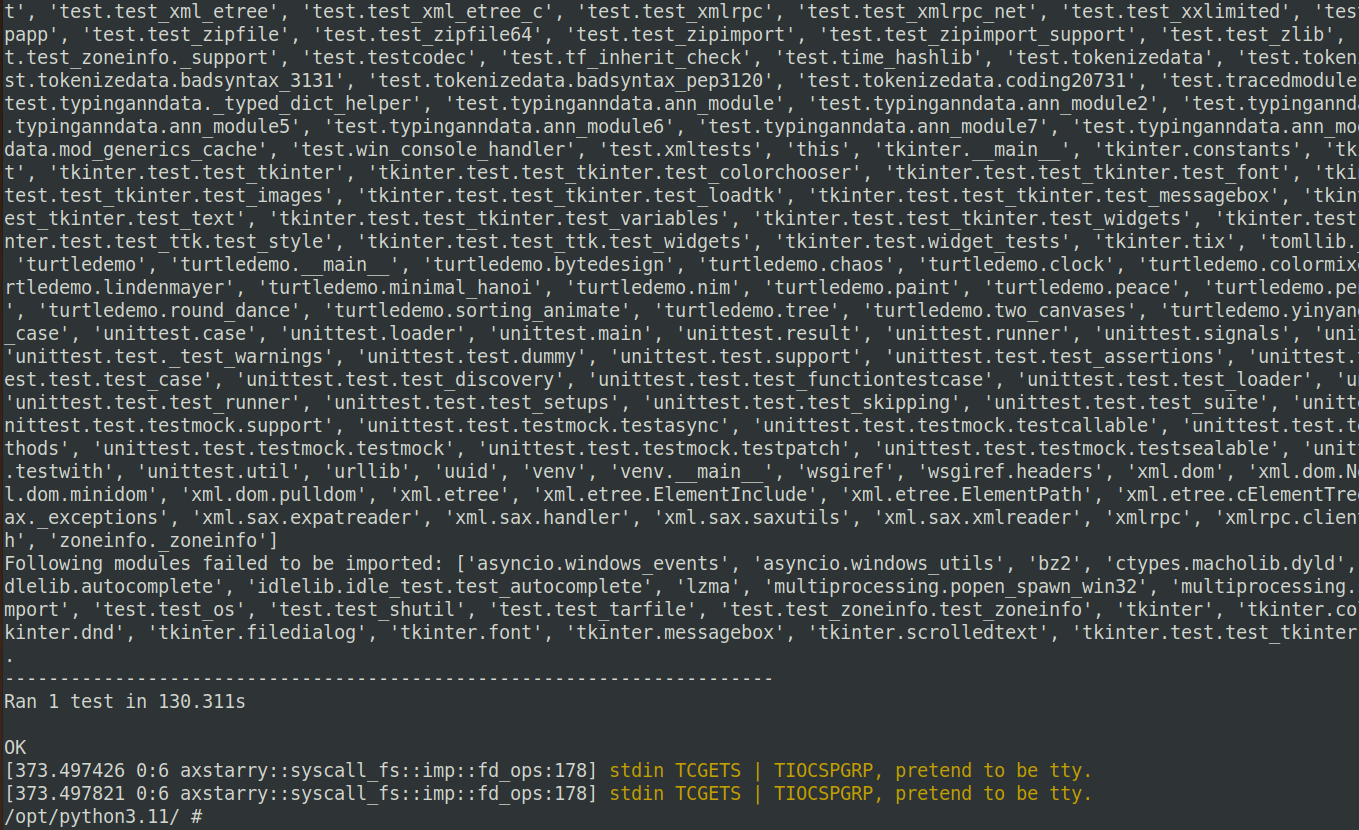 t', 'test.test_xml_etree', 'test.test_xml_etree_c', 'test.test_xmlrpc', 'test.test_xmlrpc_net', 'test.test_xxlimited', 'tes
papp', 'test.test_zipfile', 'test.test_zipfile64', 'test.test_zipimport', 'test.test_zipimport_support', 'test.test_zlib',
t.test_zoneinfo._support', 'test.testcodec', 'test.tf_inherit_check', 'test.time_hashlib', 'test.tokenizedata', 'test.token
st.tokenizedata.badsyntax_3131', 'test.tokenizedata.badsyntax_pep3120', 'test.tokenizedata.coding20731', 'test.tracedmodule
test.typinganndata._typed_dict_helper', 'test.typinganndata.ann_module', 'test.typinganndata.ann_module2', 'test.typingannd
.typinganndata.ann_module5', 'test.typinganndata.ann_module6', 'test.typinganndata.ann_module7', 'test.typinganndata.ann_mo
data.mod_generics_cache', 'test.win_console_handler', 'test.xmltests', 'this', 'tkinter.__main__', 'tkinter.constants', 'tk
t', 'tkinter.test.test_tkinter', 'tkinter.test.test_tkinter.test_colorchooser', 'tkinter.test.test_tkinter.test_font', 'tki
test.test_tkinter.test_images', 'tkinter.test.test_tkinter.test_loadtk', 'tkinter.test.test_tkinter.test_messagebox', 'tkin
est_tkinter.test_text', 'tkinter.test.test_tkinter.test_variables', 'tkinter.test.test_tkinter.test_widgets', 'tkinter.test
nter.test.test_ttk.test_style', 'tkinter.test.test_ttk.test_widgets', 'tkinter.test.widget_tests', 'tkinter.tix', 'tomllib.
'turtledemo', 'turtledemo.__main__', 'turtledemo.bytedesign', 'turtledemo.chaos', 'turtledemo.clock', 'turtledemo.colormix
rtledemo.lindenmayer', 'turtledemo.minimal_hanoi', 'turtledemo.nim', 'turtledemo.paint', 'turtledemo.peace', 'turtledemo.pe
', 'turtledemo.round_dance', 'turtledemo.sorting_animate', 'turtledemo.tree', 'turtledemo.two_canvases', 'turtledemo.yinyan
_case', 'unittest.case', 'unittest.loader', 'unittest.main', 'unittest.result', 'unittest.runner', 'unittest.signals', 'uni
'unittest.test._test_warnings', 'unittest.test.dummy', 'unittest.test.support', 'unittest.test.test_assertions', 'unittest.
est.test.test_case', 'unittest.test.test_discovery', 'unittest.test.test_functiontestcase', 'unittest.test.test_loader', 'u
'unittest.test.test_runner', 'unittest.test.test_setups', 'unittest.test.test_skipping', 'unittest.test.test_suite', 'unitt
nittest.test.testmock.support', 'unittest.test.testmock.testasync', 'unittest.test.testmock.testcallable', 'unittest.test.t
thods', 'unittest.test.testmock.testmock', 'unittest.test.testmock.testpatch', 'unittest.test.testmock.testsealable', 'unit
.testwith', 'unittest.util', 'urllib', 'uuid', 'venv', 'venv.__main__', 'wsgiref', 'wsgiref.headers', 'xml.dom', 'xml.dom.N
l.dom.minidom', 'xml.dom.pulldom', 'xml.etree', 'xml.etree.ElementInclude', 'xml.etree.ElementPath', 'xml.etree.cElementTre
ax._exceptions', 'xml.sax.expatreader', 'xml.sax.handler', 'xml.sax.saxutils', 'xml.sax.xmlreader', 'xmlrpc', 'xmlrpc.clien
h', 'zoneinfo._zoneinfo']
Following modules failed to be imported: ['asyncio.windows_events', 'asyncio.windows_utils', 'bz2', 'ctypes.macholib.dyld',
dlelib.autocomplete', 'idlelib.idle_test.test_autocomplete', 'lzma', 'multiprocessing.popen_spawn_win32', 'multiprocessing.
mport', 'test.test_os', 'test.test_shutil', 'test.test_tarfile', 'test.test_zoneinfo.test_zoneinfo', 'tkinter', 'tkinter.co
kinter.dnd', 'tkinter.filedialog', 'tkinter.font', 'tkinter.messagebox', 'tkinter.scrolledtext', 'tkinter.test.test_tkinter
.
----------------------------------------------------------------------
Ran 1 test in 130.311s
OK
[373.497426 0:6 axstarry::syscall_fs::imp::fd_ops:178] stdin TCGETS | TIOCSPGRP, pretend to be tty.
[373.497821 0:6 axstarry::syscall_fs::imp::fd_ops:178] stdin TCGETS | TIOCSPGRP, pretend to be tty.
/opt/python3.11/ #